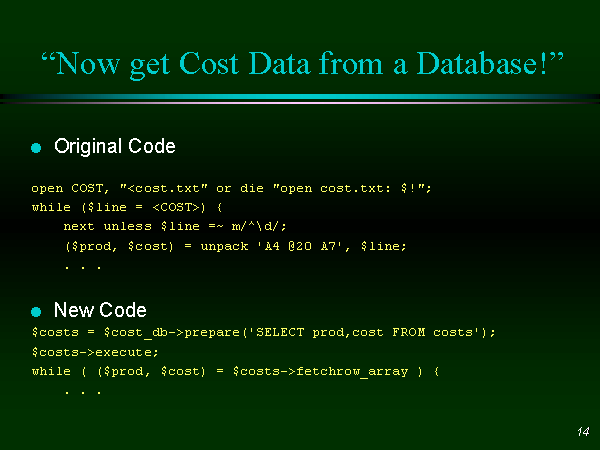 “Now get Cost Data from a Database!”
● Original Code
open COST, "<cost.txt" or die "open cost.txt: $!";
while ($line = <COST>) {
    next unless $line =~ m/^\d/;
    ($prod, $cost) = unpack 'A4 @20 A7', $line;
    . . .
● New Code
$costs = $cost_db->prepare('SELECT prod,cost FROM costs');
$costs->execute;
while ( ($prod, $cost) = $costs->fetchrow_array ) {
    . . .
14